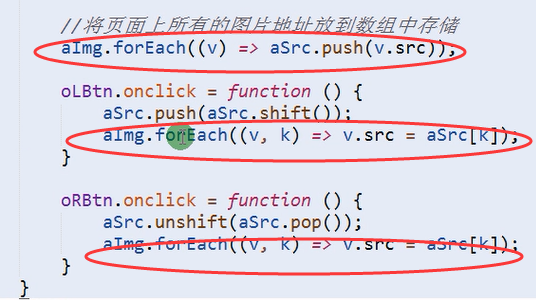 //将页面上所有的图片地址放到数组中存储
aImg.forEach((v) => aSrc.push(v.src));
oLBtn.onclick = function () {
aSrc.push(aSrc.shift());
aImg.forEach((v, k) => v.src = aSrc[k]);
}
oRBtn.onclick = function () {
aSrc.unshift(aSrc.pop());
aImg.forEach((v, k) => v.src = aSrc[k]);
}
}